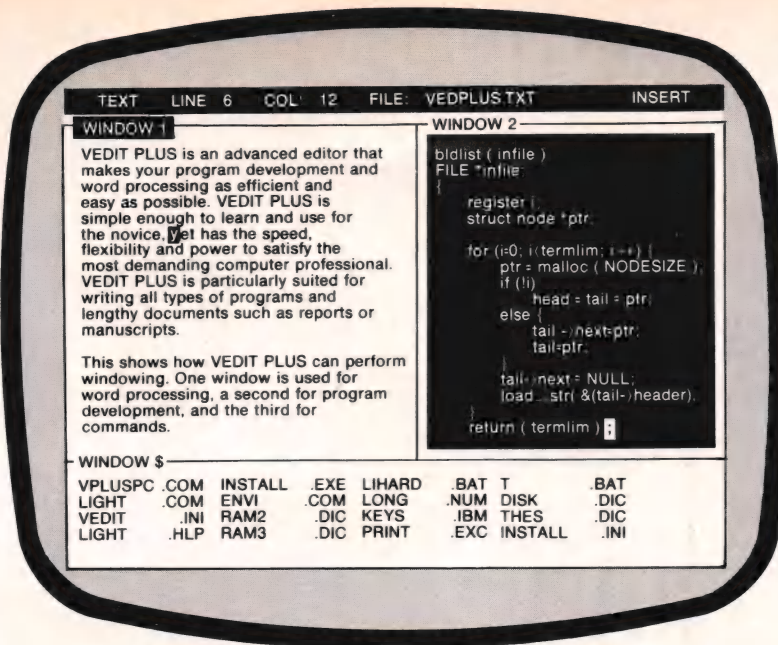 TEXT LINE 6 COL 12 FILE: VEDPLUS.TXT INSERT
WINDOW 1
VEDIT PLUS is an advanced editor that
makes your program development and
word processing as efficient and
easy as possible. VEDIT PLUS is
simple enough to learn and use for
the novice, yet has the speed,
flexibility and power to satisfy the
most demanding computer professional.
VEDIT PLUS is particularly suited for
writing all types of programs and
lengthy documents such as reports or
manuscripts.
This shows how VEDIT PLUS can perform
windowing. One window is used for
word processing, a second for program
development, and the third for
commands.
WINDOW 2
bldlist ( infile )
FILE *infile;
{
register i;
struct node *ptr;
for (i=0; i<termlim; i++) {
ptr = malloc ( NODESIZE );
if (!i)
head = tail = ptr;
else {
tail->next=ptr;
tail=ptr;
}
tail->next = NULL;
load_str( &(tail->header);
}
return ( termlim ) ;
WINDOW $
VPLUSPC .COM INSTALL .EXE LIHARD .BAT T .BAT
LIGHT .COM ENVI .COM LONG .NUM DISK .DIC
VEDIT .INI RAM2 .DIC KEYS .IBM THES .DIC
LIGHT .HLP RAM3 .DIC PRINT .EXC INSTALL .INI